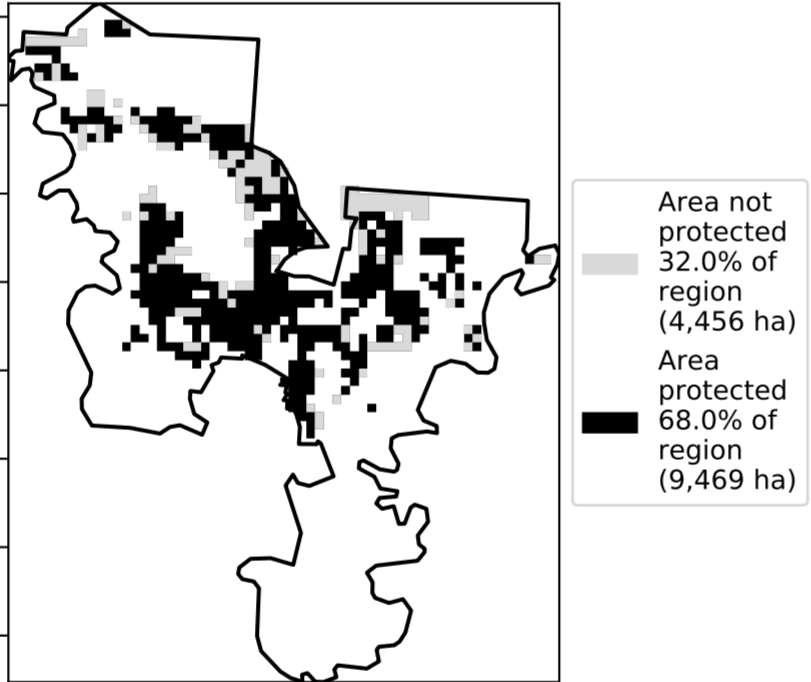 Area not
protected
32.0% of
region
(4,456 ha)
Area
protected
68.0% of
region
(9,469 ha)